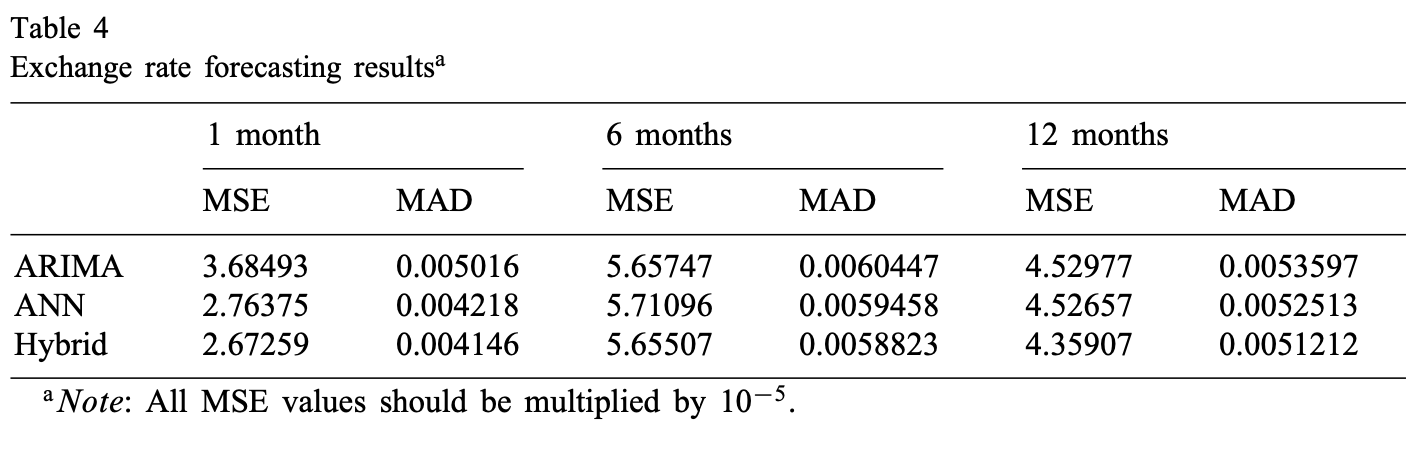 Table 4
Exchange rate forecasting resultsᵃ
1 month 6 months 12 months
MSE MAD MSE MAD MSE MAD
ARIMA 3.68493 0.005016 5.65747 0.0060447 4.52977 0.0053597
ANN 2.76375 0.004218 5.71096 0.0059458 4.52657 0.0052513
Hybrid 2.67259 0.004146 5.65507 0.0058823 4.35907 0.0051212
ᵃ Note: All MSE values should be multiplied by 10⁻⁵.